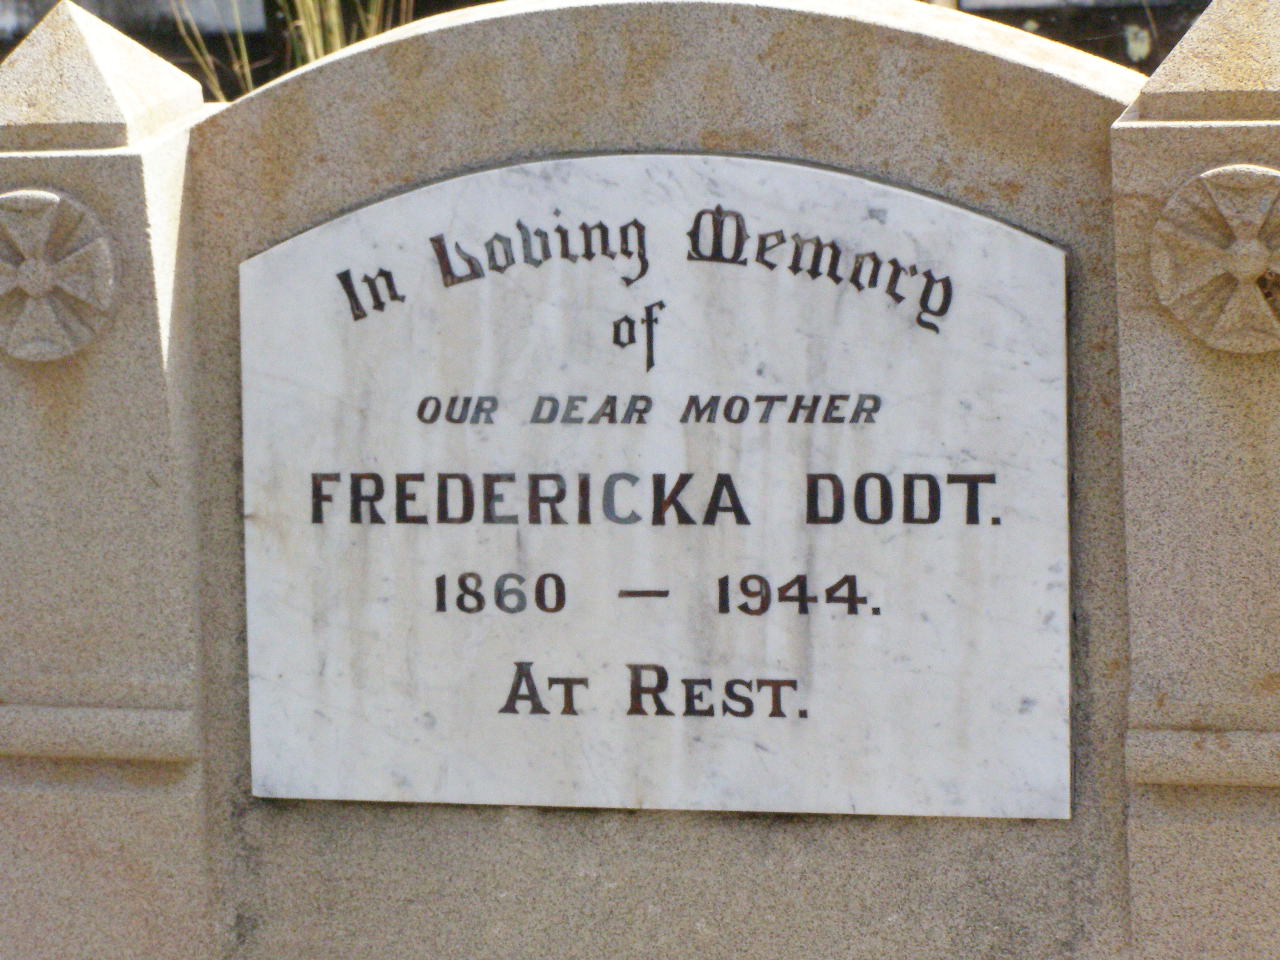 In Loving Memory
of
OUR DEAR MOTHER
FREDERICKA DODT.
1860 — 1944.
AT REST.